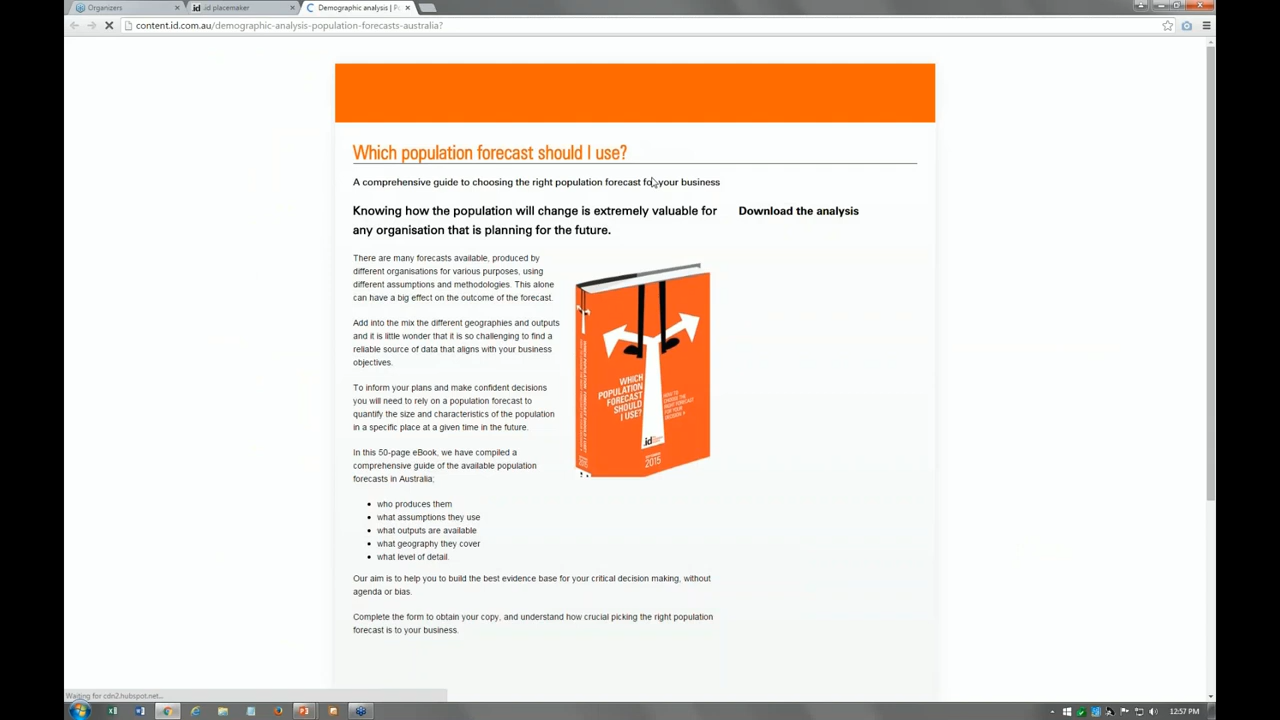 Organizers
.id placemaker
Demographic analysis | Po
content.id.com.au/demographic-analysis-population-forecasts-australia?
Which population forecast should I use?
A comprehensive guide to choosing the right population forecast for your business
Knowing how the population will change is extremely valuable for
any organisation that is planning for the future.
Download the analysis
There are many forecasts available, produced by
different organisations for various purposes, using
different assumptions and methodologies. This alone
can have a big effect on the outcome of the forecast.
Add into the mix the different geographies and outputs
and it is little wonder that it is so challenging to find a
reliable source of data that aligns with your business
objectives.
To inform your plans and make confident decisions
you will need to rely on a population forecast to
quantify the size and characteristics of the population
in a specific place at a given time in the future.
In this 50-page eBook, we have compiled a
comprehensive guide of the available population
forecasts in Australia;
who produces them
what assumptions they use
what outputs are available
what geography they cover
what level of detail.
WHICH
POPULATION
FORECAST
SHOULD
I USE?
HOW TO
CHOOSE THE
RIGHT FORECAST
FOR YOUR
DECISION
.id
2015
Our aim is to help you to build the best evidence base for your critical decision making, without
agenda or bias.
Complete the form to obtain your copy, and understand how crucial picking the right population
forecast is to your business.
Waiting for cdn2.hubspot.net...
12:57 PM